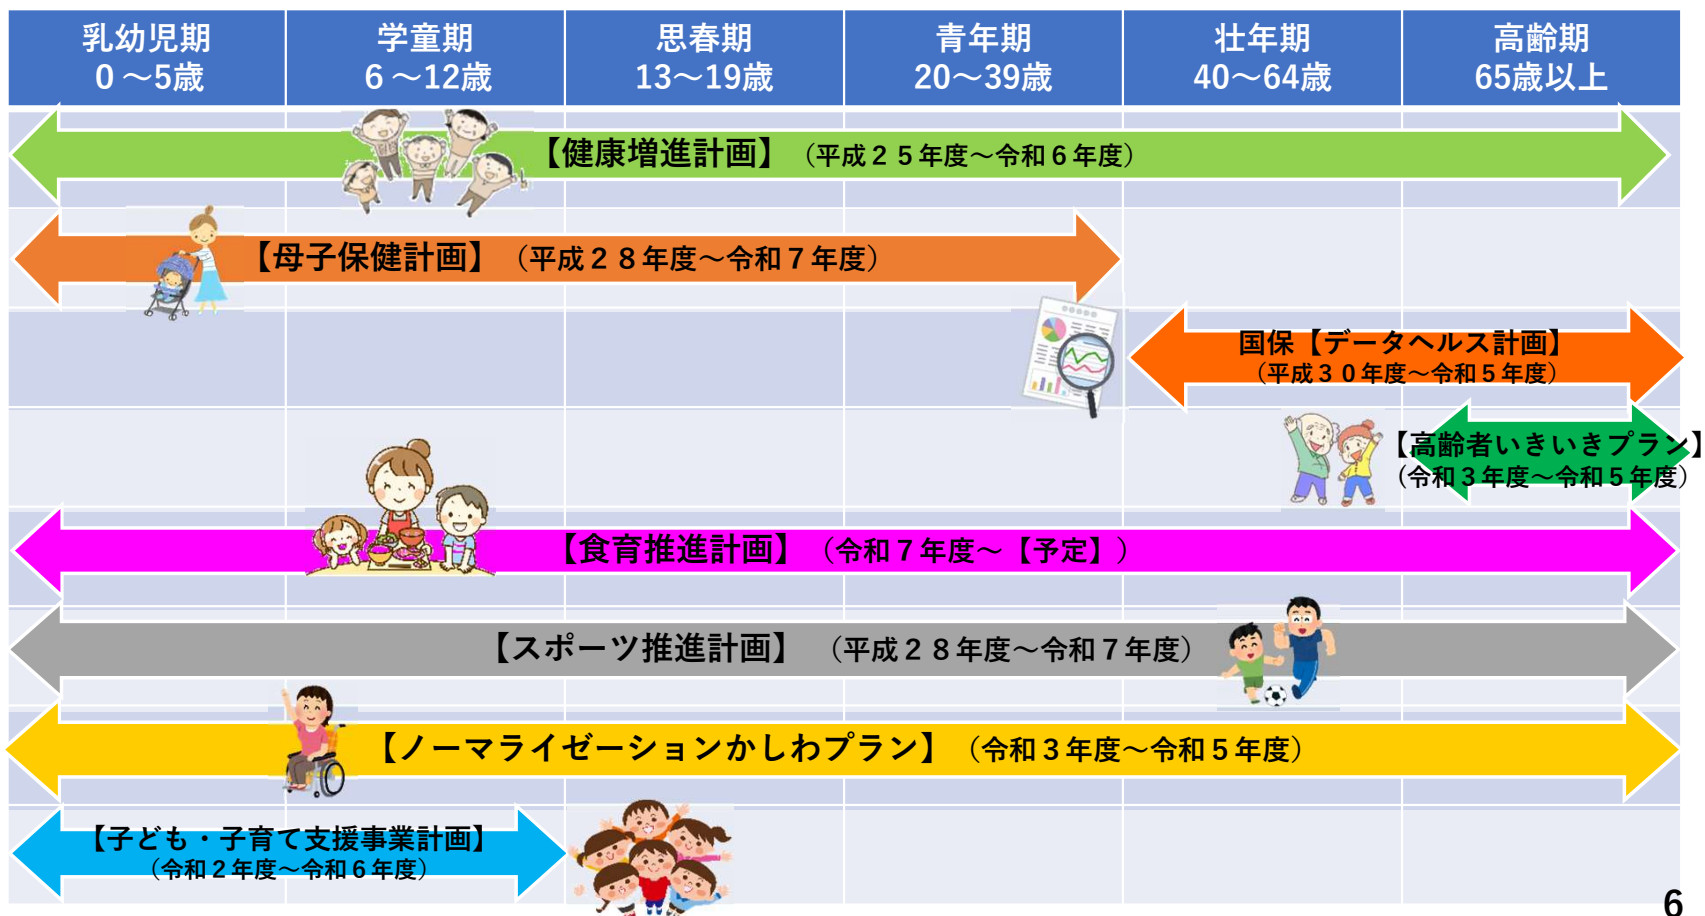 乳幼児期
0～5歳
学童期
6～12歳
思春期
13～19歳
青年期
20～39歳
壮年期
40～64歳
高齢期
65歳以上
【健康増進計画】（平成２５年度～令和６年度）
【母子保健計画】（平成２８年度～令和７年度）
国保【データヘルス計画】
（平成３０年度～令和５年度）
【高齢者いきいきプラン】
（令和３年度～令和５年度）
【食育推進計画】（令和７年度～【予定】）
【スポーツ推進計画】（平成２８年度～令和７年度）
【ノーマライゼーションかしわプラン】（令和３年度～令和５年度）
【子ども・子育て支援事業計画】
（令和２年度～令和６年度）
6